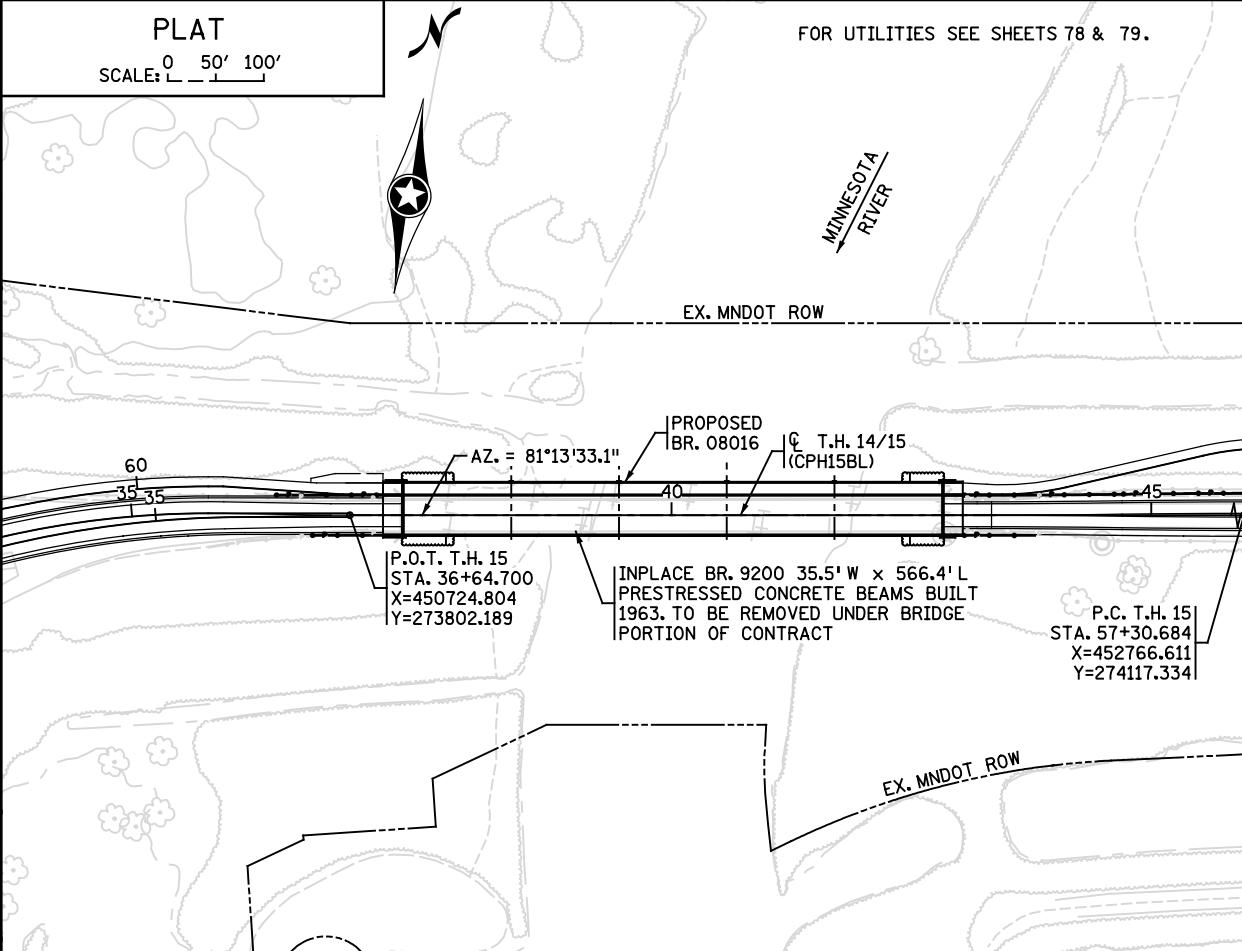 PLAT
SCALE: 0 50' 100'
N
FOR UTILITIES SEE SHEETS 78 & 79.
MINNESOTA
RIVER
EX. MNDOT ROW
PROPOSED
BR. 08016
℄ T.H. 14/15
(CPH15BL)
AZ. = 81°13'33.1"
60
35
35
40
45
P.O.T. T.H. 15
STA. 36+64.700
X=450724.804
Y=273802.189
INPLACE BR. 9200 35.5' W x 566.4' L
PRESTRESSED CONCRETE BEAMS BUILT
1963. TO BE REMOVED UNDER BRIDGE
PORTION OF CONTRACT
P.C. T.H. 15
STA. 57+30.684
X=452766.611
Y=274117.334
EX. MNDOT ROW